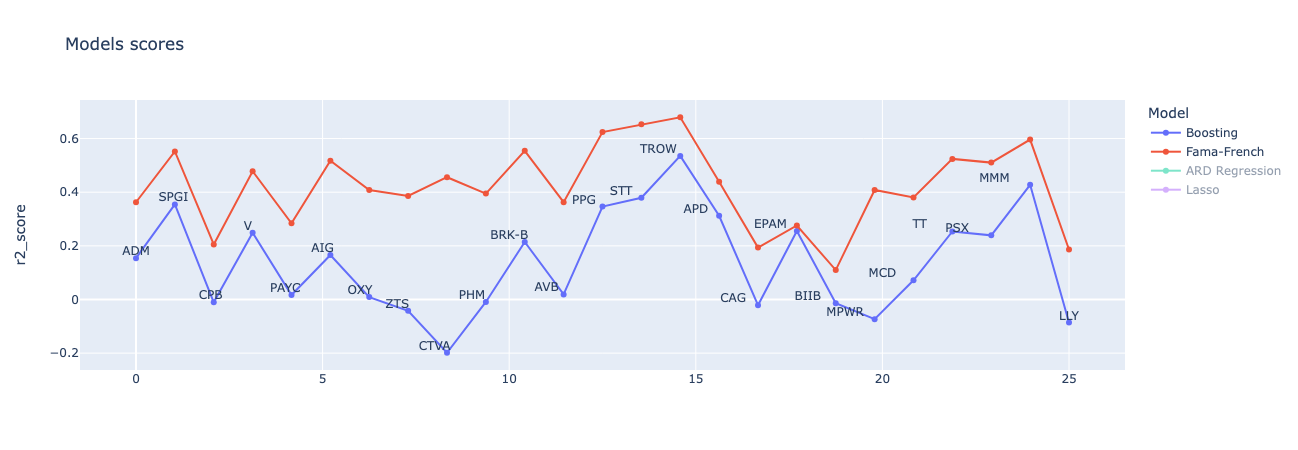 Models scores
r2_score
0.6
0.4
0.2
0
−0.2
0
5
10
15
20
25
ADM
SPGI
CPB
V
PAYC
AIG
OXY
ZTS
CTVA
PHM
BRK-B
AVB
PPG
STT
TROW
APD
CAG
EPAM
BIIB
MPWR
MCD
TT
PSX
MMM
LLY
Model
Boosting
Fama-French
ARD Regression
Lasso